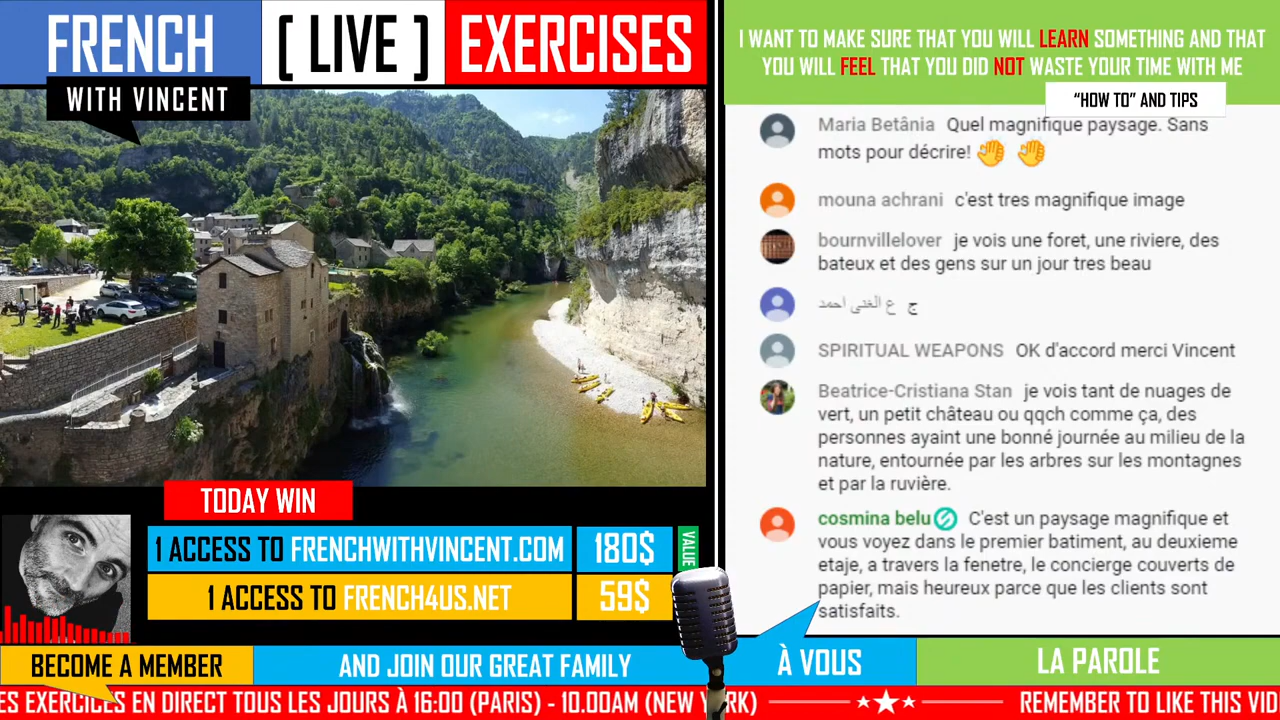 FRENCH
[ LIVE ]
EXERCISES
WITH VINCENT
I WANT TO MAKE SURE THAT YOU WILL LEARN SOMETHING AND THAT
YOU WILL FEEL THAT YOU DID NOT WASTE YOUR TIME WITH ME
“HOW TO” AND TIPS
Maria Betânia Quel magnifique paysage. Sans
mots pour décrire! 👏 👏
mouna achrani c'est tres magnifique image
bournvillelover je vois une foret, une riviere, des
bateux et des gens sur un jour tres beau
ع الغنى احمد ج
SPIRITUAL WEAPONS OK d'accord merci Vincent
Beatrice-Cristiana Stan je vois tant de nuages de
vert, un petit château ou qqch comme ça, des
personnes ayaint une bonné journée au milieu de la
nature, entournée par les arbres sur les montagnes
et par la ruvière.
cosmina belu C'est un paysage magnifique et
vous voyez dans le premier batiment, au deuxieme
etaje, a travers la fenetre, le concierge couverts de
papier, mais heureux parce que les clients sont
satisfaits.
TODAY WIN
1 ACCESS TO FRENCHWITHVINCENT.COM 180$
VALUE
1 ACCESS TO FRENCH4US.NET 59$
BECOME A MEMBER
AND JOIN OUR GREAT FAMILY
À VOUS
LA PAROLE
ES EXERCICES EN DIRECT TOUS LES JOURS À 16:00 (PARIS) - 10.00AM (NEW YORK)
REMEMBER TO LIKE THIS VID